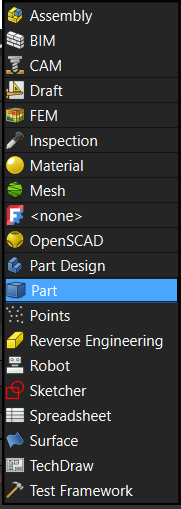 Assembly
BIM
CAM
Draft
FEM
Inspection
Material
Mesh
<none>
OpenSCAD
Part Design
Part
Points
Reverse Engineering
Robot
Sketcher
Spreadsheet
Surface
TechDraw
Test Framework